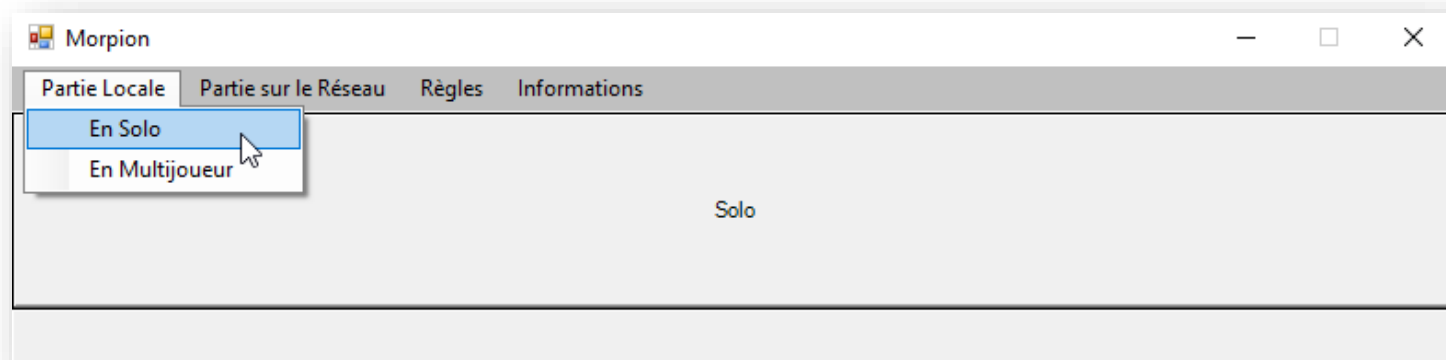 Morpion
Partie Locale Partie sur le Réseau Règles Informations
En Solo
En Multijoueur
Solo